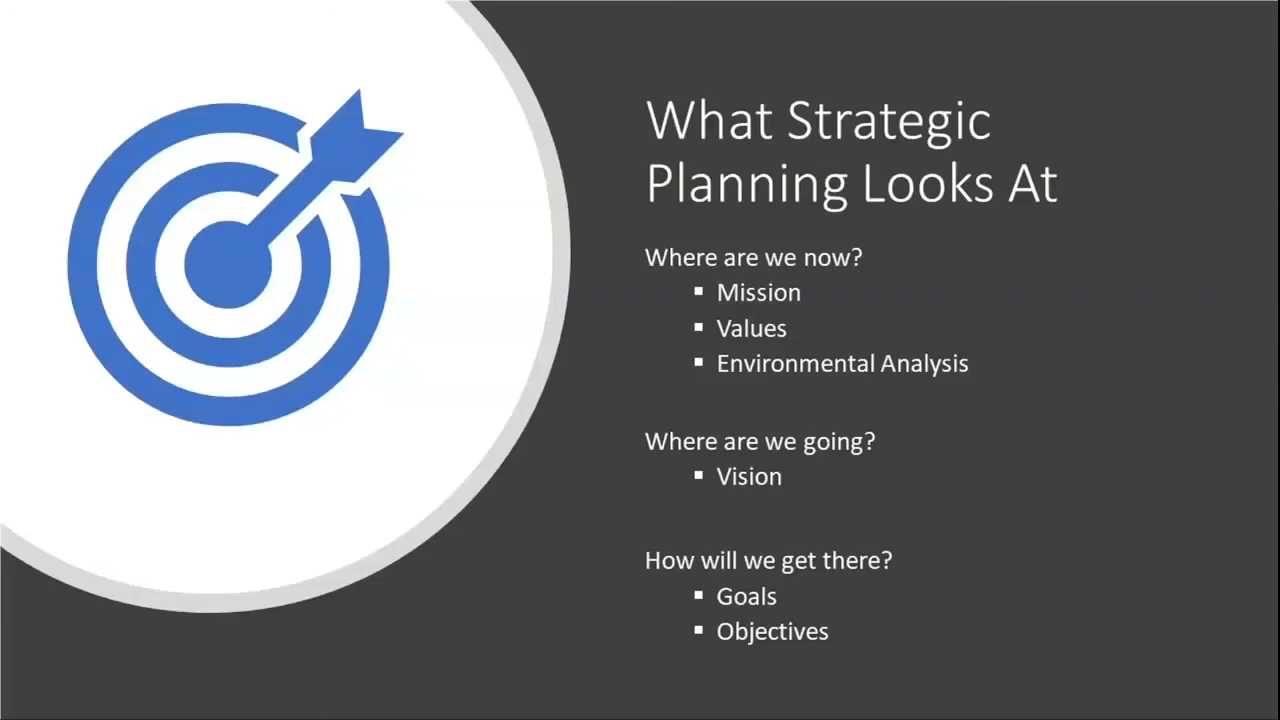 What Strategic
Planning Looks At
Where are we now?
▪ Mission
▪ Values
▪ Environmental Analysis
Where are we going?
▪ Vision
How will we get there?
▪ Goals
▪ Objectives